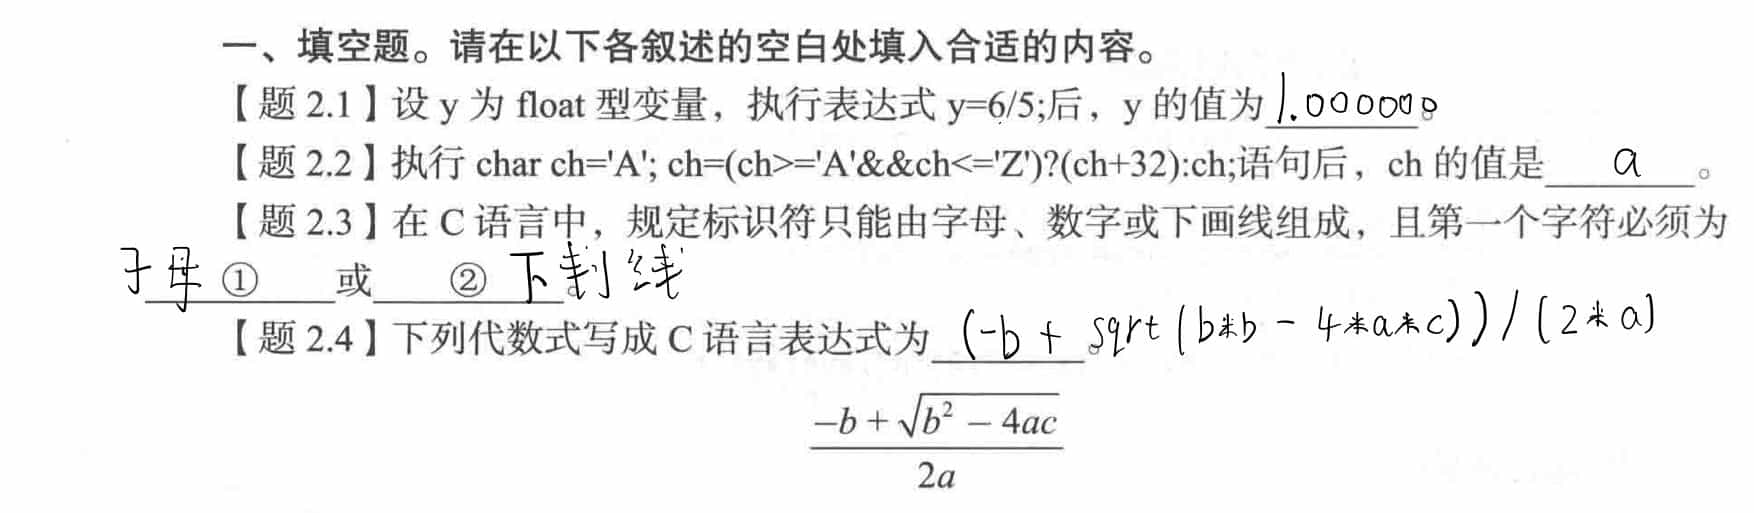 一、填空题。请在以下各叙述的空白处填入合适的内容。
【题 2.1】设 y 为 float 型变量，执行表达式 y=6/5;后，y 的值为 1.000000。
【题 2.2】执行 char ch='A'; ch=(ch>='A'&&ch<='Z')?(ch+32):ch;语句后，ch 的值是 a 。
【题 2.3】在 C 语言中，规定标识符只能由字母、数字或下画线组成，且第一个字符必须为
字母 ① 或 ② 下划线。
【题 2.4】下列代数式写成 C 语言表达式为 (-b + sqrt(b*b - 4*a*c))/(2*a)。
−b + √b² − 4ac
2a